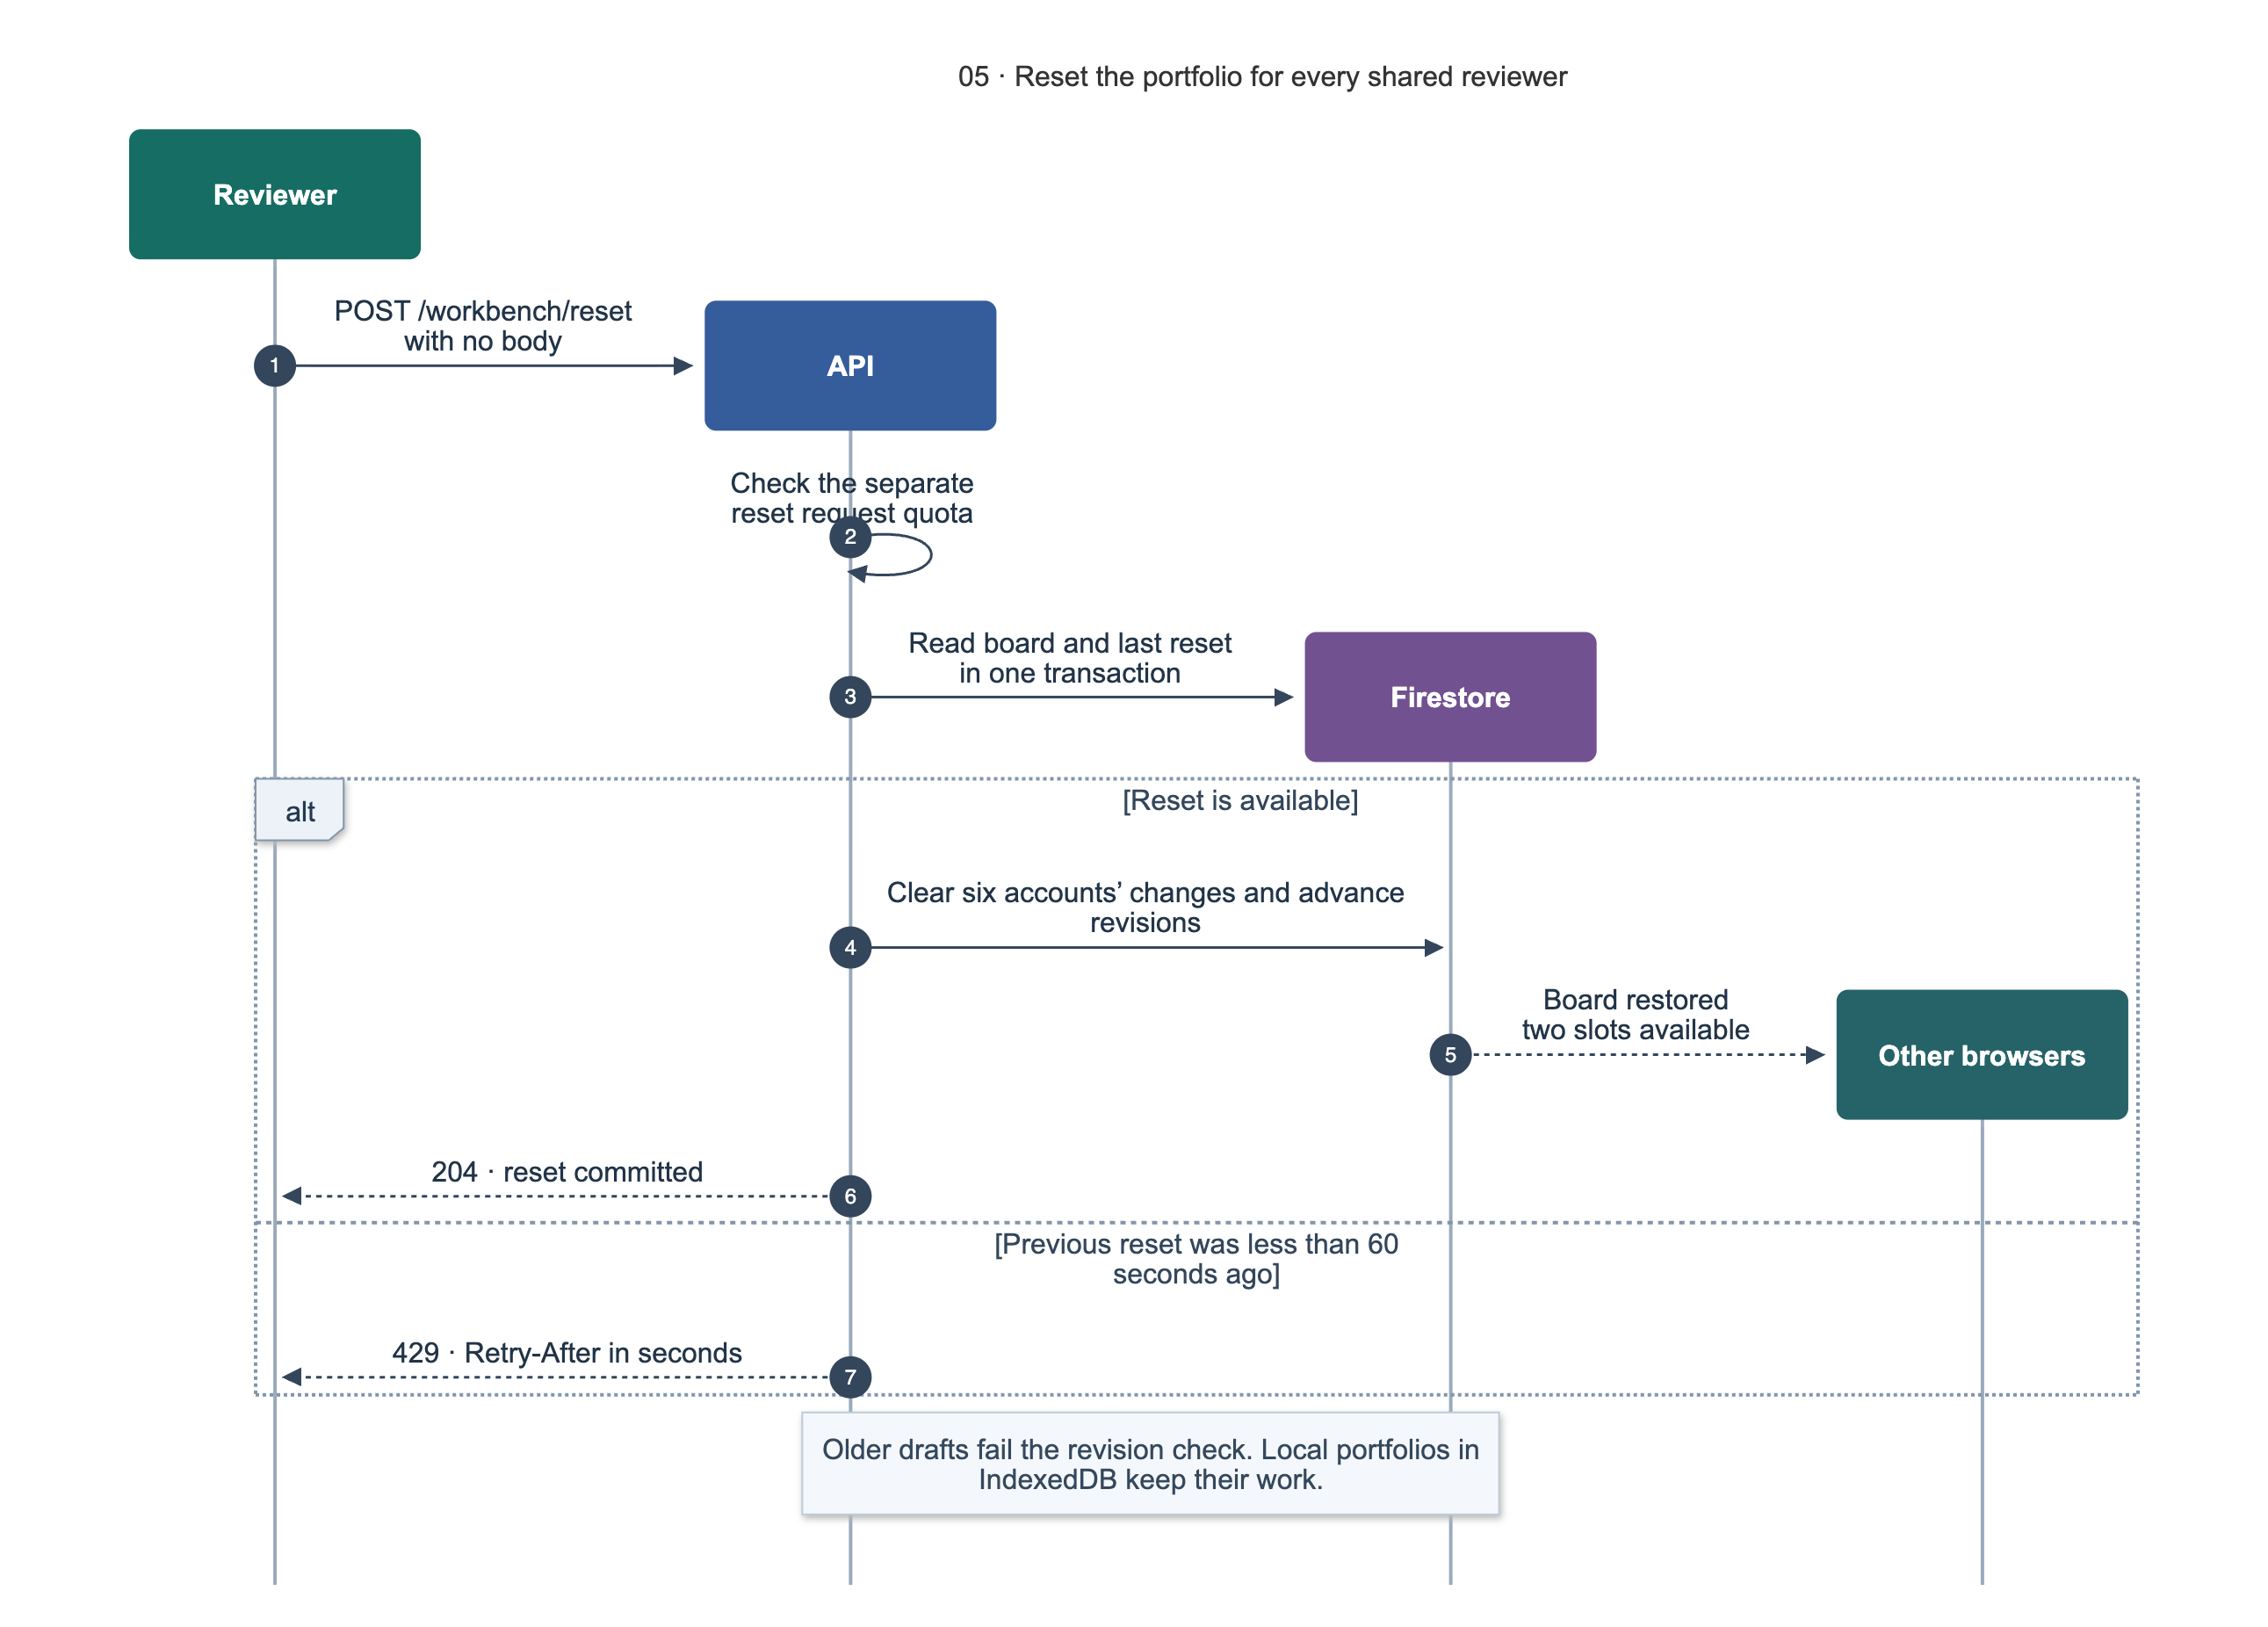 05 · Reset the portfolio for every shared reviewer
Reviewer
POST /workbench/reset
with no body
1
API
Check the separate
reset request quota
2
Read board and last reset
in one transaction
3
Firestore
alt
[Reset is available]
Clear six accounts’ changes and advance
revisions
4
Board restored
two slots available
5
Other browsers
204 · reset committed
6
[Previous reset was less than 60
seconds ago]
429 · Retry-After in seconds
7
Older drafts fail the revision check. Local portfolios in
IndexedDB keep their work.